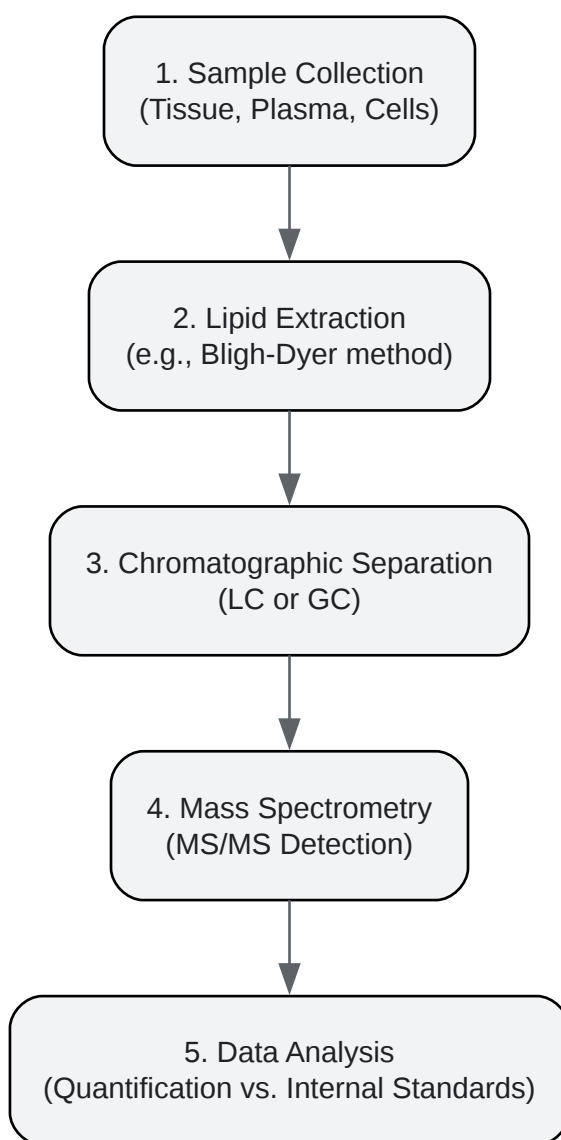 1. Sample Collection
(Tissue, Plasma, Cells)
2. Lipid Extraction
(e.g., Bligh-Dyer method)
3. Chromatographic Separation
(LC or GC)
4. Mass Spectrometry
(MS/MS Detection)
5. Data Analysis
(Quantification vs. Internal Standards)